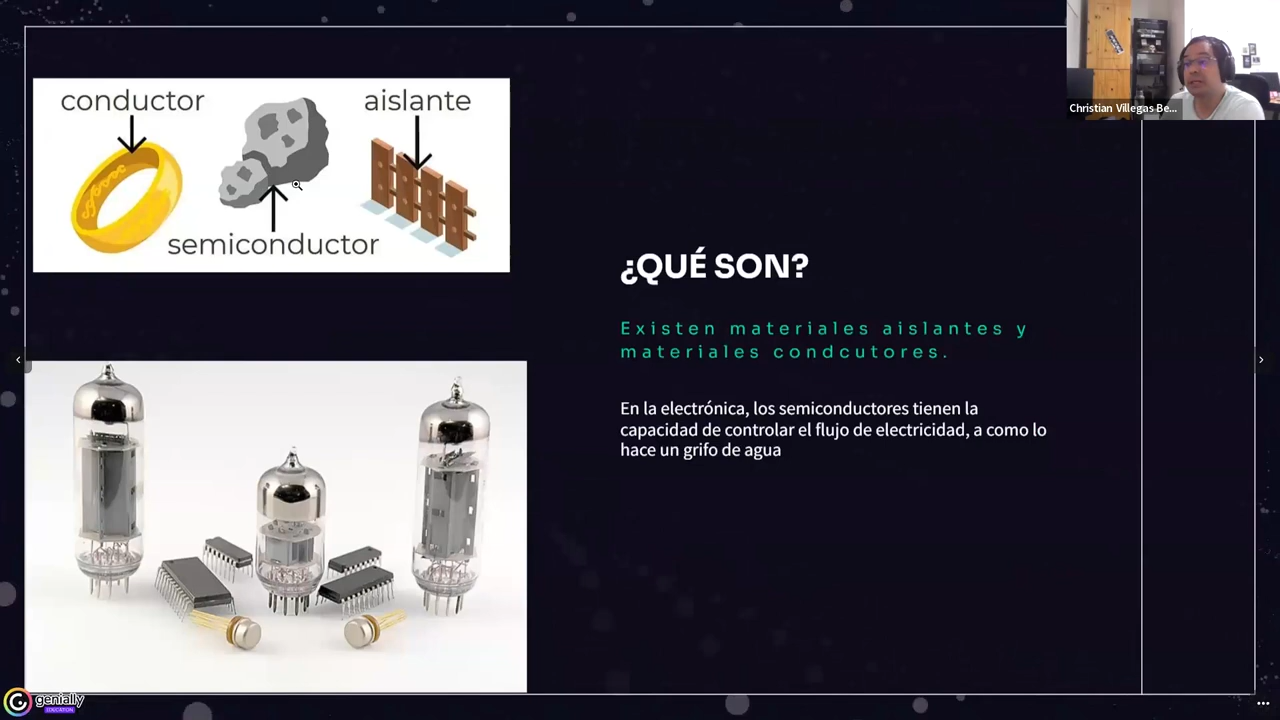 conductor
aislante
semiconductor
¿QUÉ SON?
Existen materiales aislantes y
materiales condcutores.
En la electrónica, los semiconductores tienen la
capacidad de controlar el flujo de electricidad, a como lo
hace un grifo de agua
Christian Villegas Be...
genially
EDUCATION